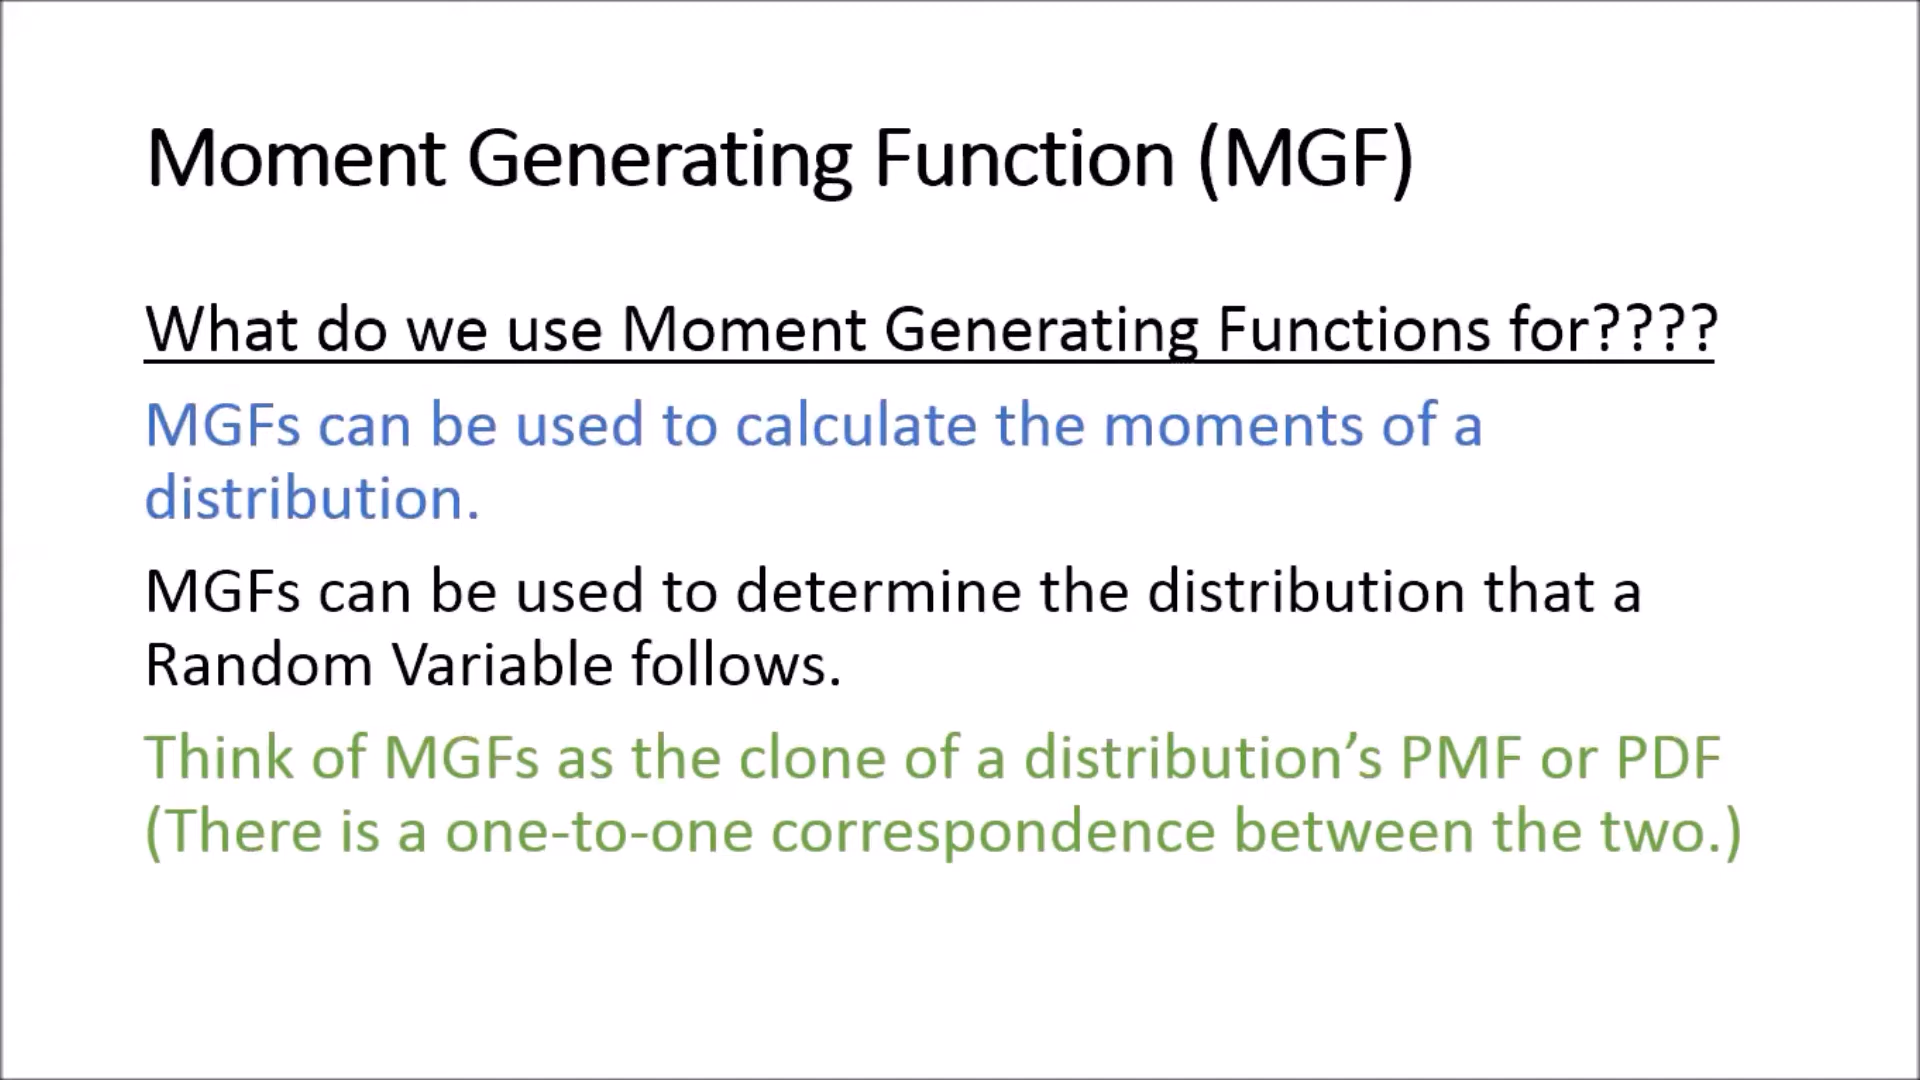 Moment Generating Function (MGF)
What do we use Moment Generating Functions for????
MGFs can be used to calculate the moments of a
distribution.
MGFs can be used to determine the distribution that a
Random Variable follows.
Think of MGFs as the clone of a distribution’s PMF or PDF
(There is a one-to-one correspondence between the two.)